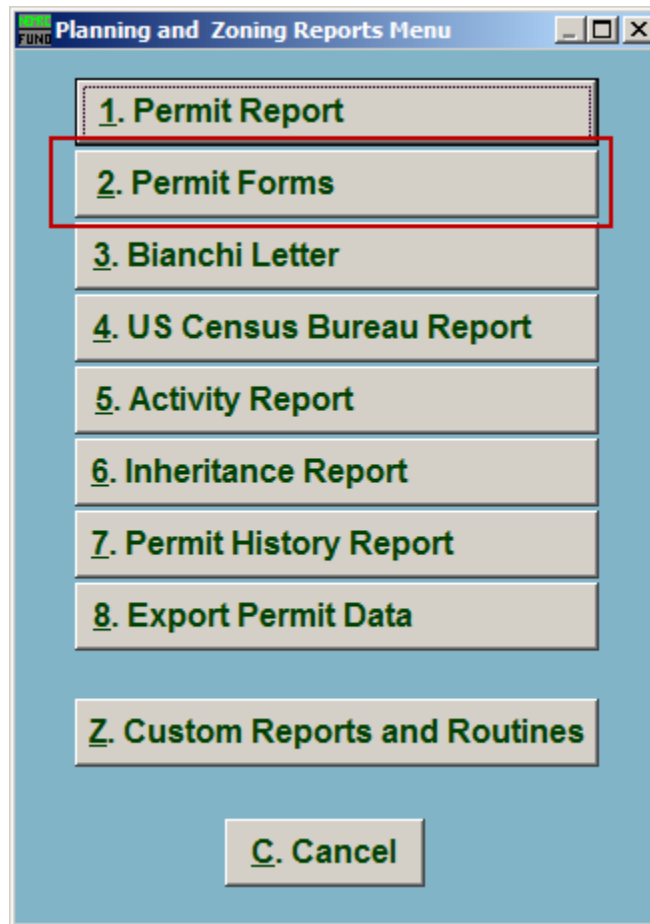 NEMRC
FUND
Planning and Zoning Reports Menu
1. Permit Report
2. Permit Forms
3. Bianchi Letter
4. US Census Bureau Report
5. Activity Report
6. Inheritance Report
7. Permit History Report
8. Export Permit Data
Z. Custom Reports and Routines
C. Cancel